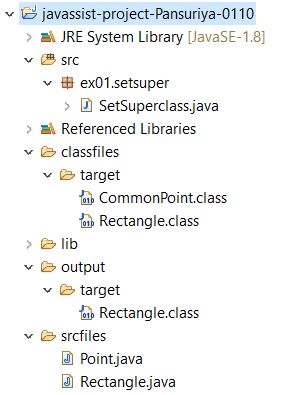 javassist-project-Pansuriya-0110
JRE System Library [JavaSE-1.8]
src
ex01.setsuper
SetSuperclass.java
Referenced Libraries
classfiles
target
CommonPoint.class
Rectangle.class
lib
output
target
Rectangle.class
srcfiles
Point.java
Rectangle.java